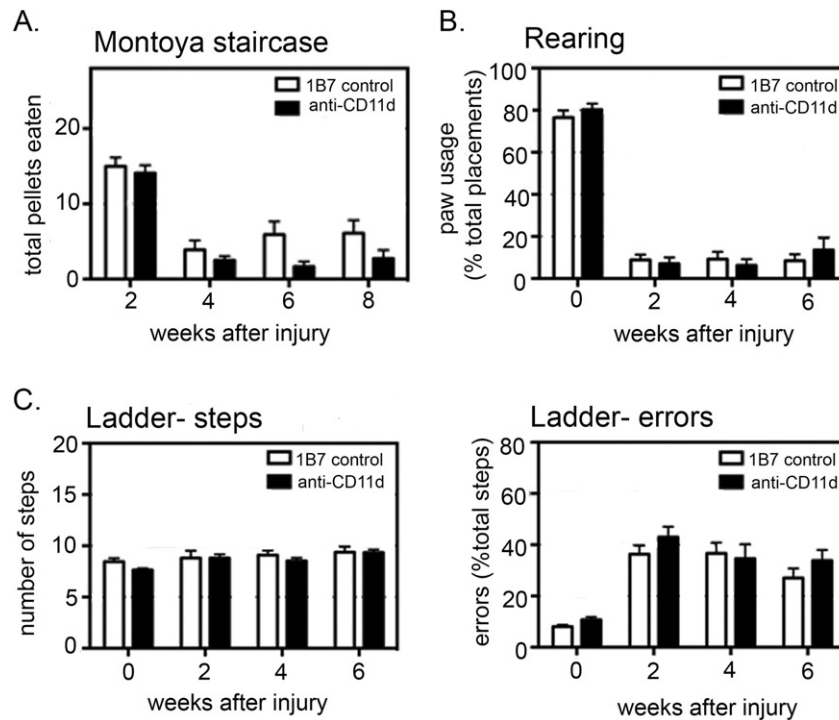 A.
Montoya staircase
1B7 control
anti-CD11d
total pellets eaten
20
10
0
2 4 6 8
weeks after injury
B.
Rearing
1B7 control
anti-CD11d
paw usage
(% total placements)
100
80
60
40
20
0
0 2 4 6
weeks after injury
C.
Ladder- steps
1B7 control
anti-CD11d
number of steps
20
15
10
5
0
0 2 4 6
weeks after injury
Ladder- errors
1B7 control
anti-CD11d
errors (%total steps)
80
60
40
20
0
0 2 4 6
weeks after injury